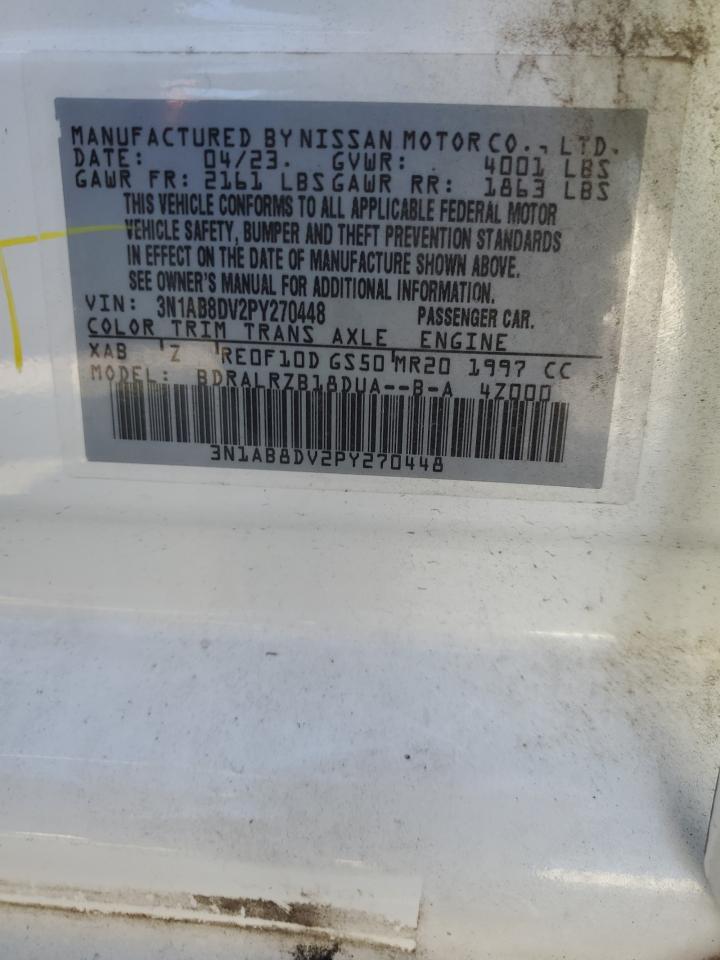 MANUFACTURED BY NISSAN MOTOR CO., LTD.
DATE: 04/23. GVWR: 4001 LBS
GAWR FR: 2161 LBS GAWR RR: 1863 LBS
THIS VEHICLE CONFORMS TO ALL APPLICABLE FEDERAL MOTOR
VEHICLE SAFETY, BUMPER AND THEFT PREVENTION STANDARDS
IN EFFECT ON THE DATE OF MANUFACTURE SHOWN ABOVE.
SEE OWNER'S MANUAL FOR ADDITIONAL INFORMATION.
VIN: 3N1AB8DV2PY270448 PASSENGER CAR.
COLOR TRIM TRANS AXLE ENGINE
XAB Z RE0F10D GS50 MR20 1997 CC
MODEL: BDRALRZB18DUA--B-A 4Z000
3N1AB8DV2PY270448